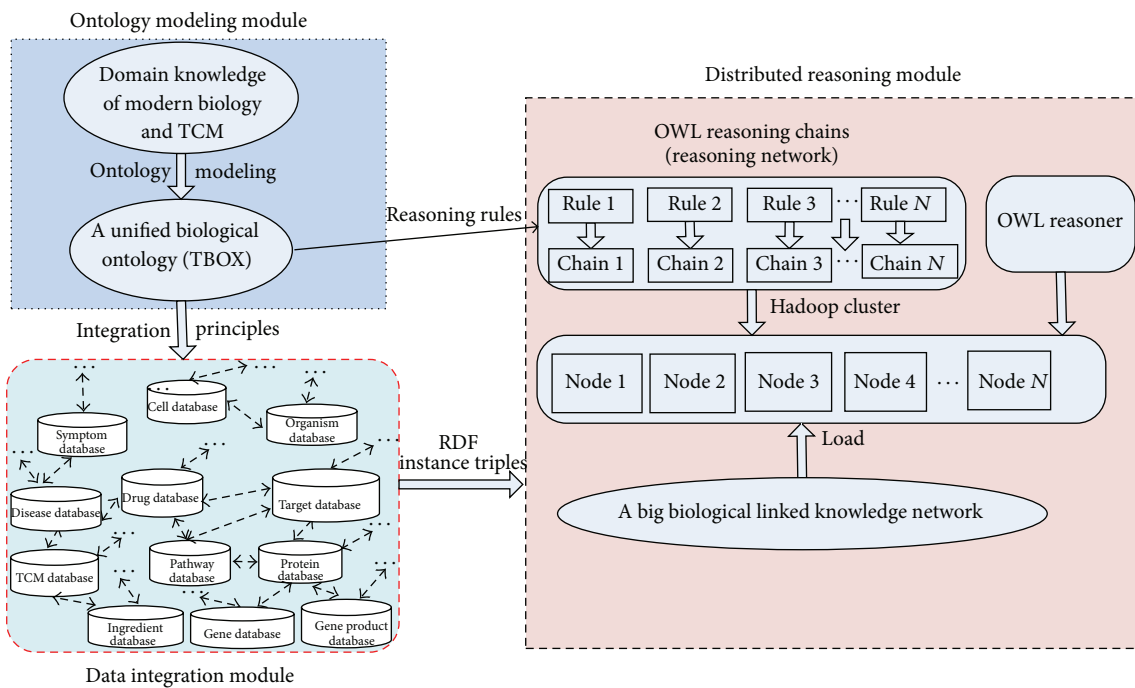 Ontology modeling module
Domain knowledge
of modern biology
and TCM
Ontology modeling
A unified biological
ontology (TBOX)
Integration principles
Reasoning rules
Cell database
Organism
database
Symptom
database
Drug database
Target database
Disease database
TCM database
Pathway
database
Protein
database
Ingredient
database
Gene database
Gene product
database
Data integration module
RDF
instance triples
Distributed reasoning module
OWL reasoning chains
(reasoning network)
Rule 1 Rule 2 Rule 3 ··· Rule N
Chain 1 Chain 2 Chain 3 ··· Chain N
OWL reasoner
Hadoop cluster
Node 1 Node 2 Node 3 Node 4 ··· Node N
Load
A big biological linked knowledge network